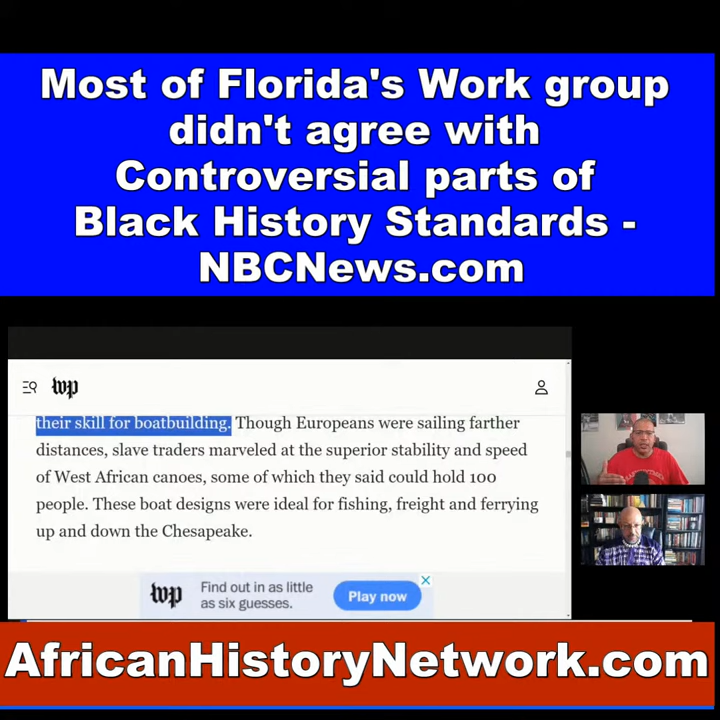 Most of Florida's Work group
didn't agree with
Controversial parts of
Black History Standards -
NBCNews.com
wp
their skill for boatbuilding. Though Europeans were sailing farther
distances, slave traders marveled at the superior stability and speed
of West African canoes, some of which they said could hold 100
people. These boat designs were ideal for fishing, freight and ferrying
up and down the Chesapeake.
wp
Find out in as little
as six guesses.
Play now
AfricanHistoryNetwork.com